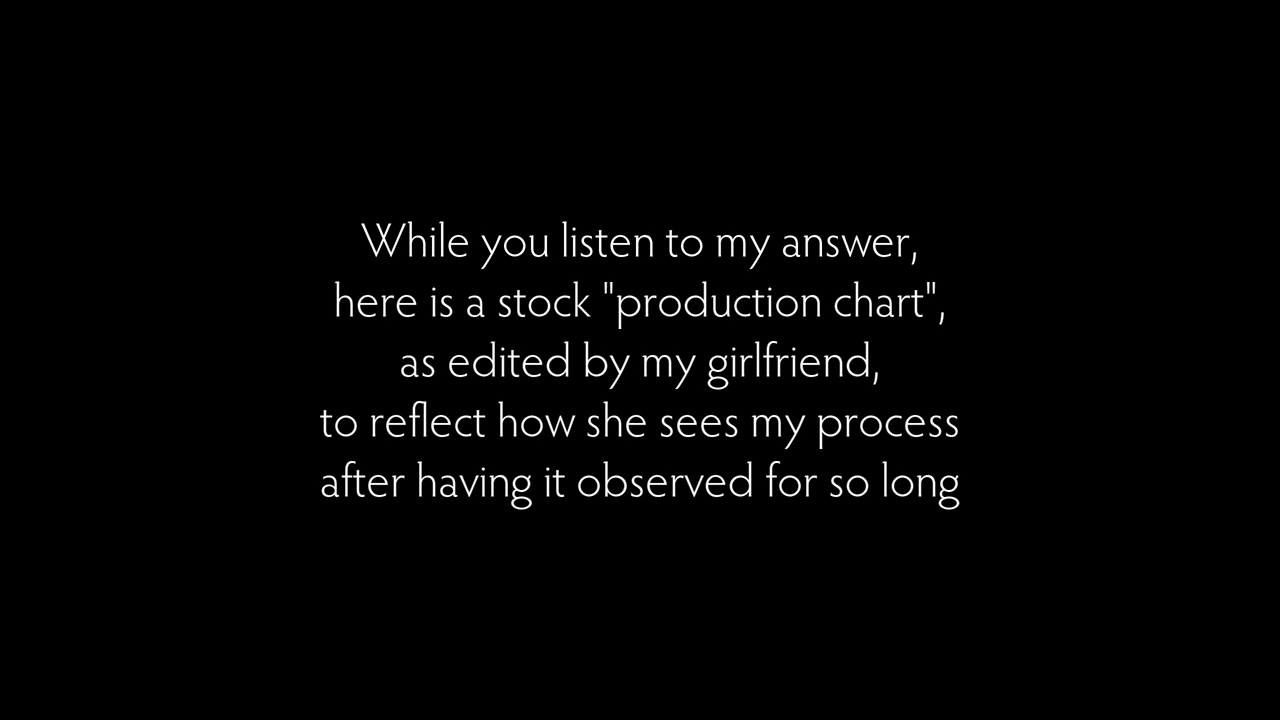 While you listen to my answer,
here is a stock "production chart",
as edited by my girlfriend,
to reflect how she sees my process
after having it observed for so long